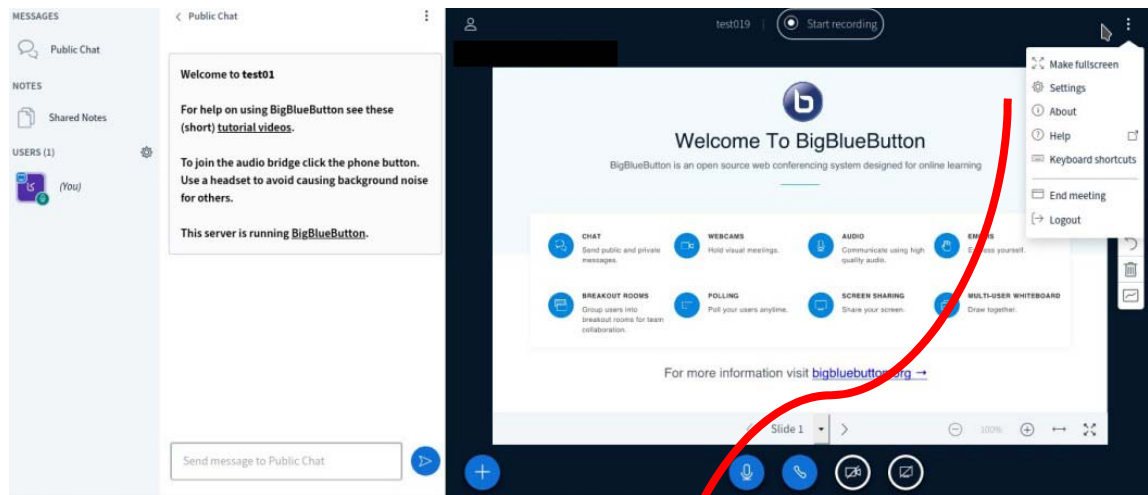 MESSAGES
Public Chat
NOTES
Shared Notes
USERS (1)
(You)
Public Chat
Welcome to test01
For help on using BigBlueButton see these
(short) tutorial videos.
To join the audio bridge click the phone button.
Use a headset to avoid causing background noise
for others.
This server is running BigBlueButton.
Send message to Public Chat
test019
Start recording
Make fullscreen
Settings
About
Help
Keyboard shortcuts
End meeting
Logout
Welcome To BigBlueButton
BigBlueButton is an open source web conferencing system designed for online learning
CHAT
Send public and private
messages.
WEBCAMS
Hold visual meetings.
AUDIO
Communicate using high
quality audio.
Express yourself.
BREAKOUT ROOMS
Group users into
breakout rooms for team
collaboration.
POLLING
Poll your users anytime.
SCREEN SHARING
Share your screen.
MULTI-USER WHITEBOARD
Draw together.
For more information visit bigbluebutton.org →
Slide 1
100%